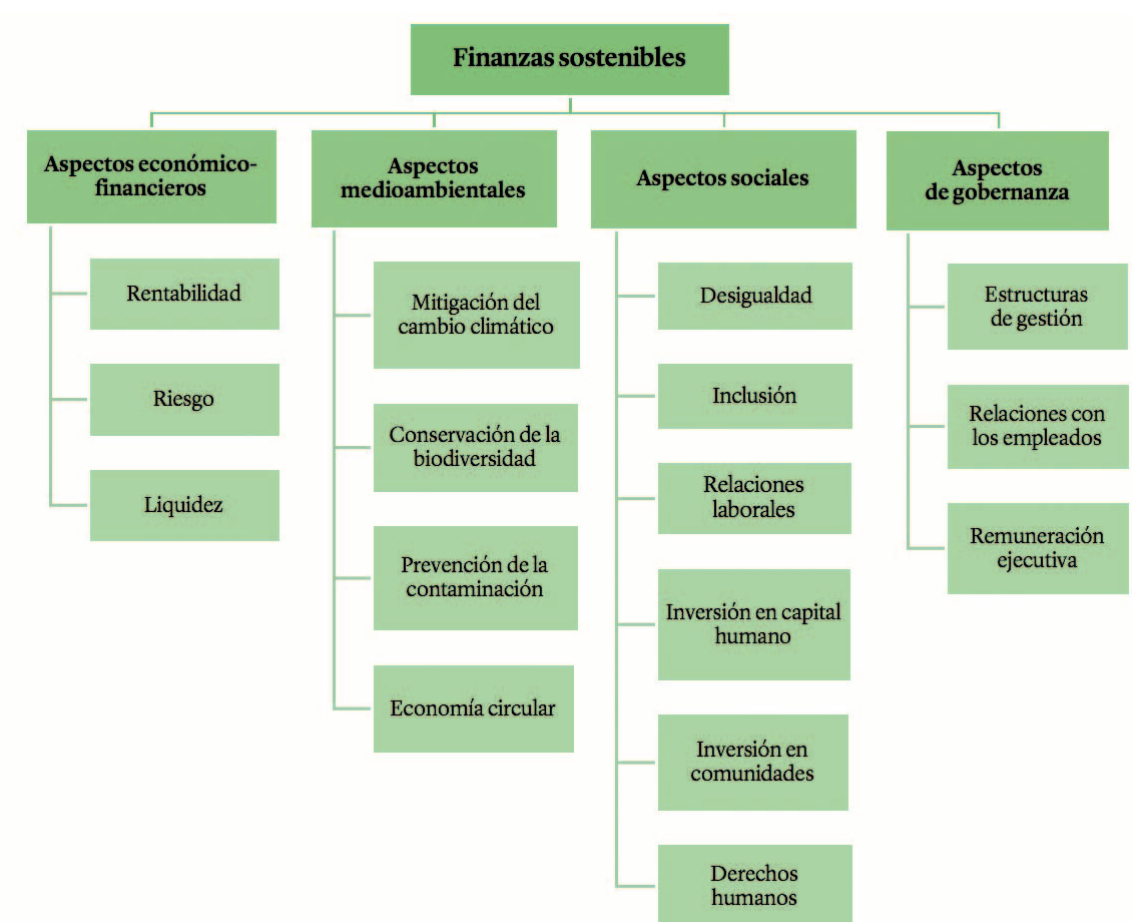 Finanzas sostenibles
Aspectos económico-
financieros
Rentabilidad
Riesgo
Liquidez
Aspectos
medioambientales
Mitigación del
cambio climático
Conservación de la
biodiversidad
Prevención de la
contaminación
Economía circular
Aspectos sociales
Desigualdad
Inclusión
Relaciones
laborales
Inversión en capital
humano
Inversión en
comunidades
Derechos
humanos
Aspectos
de gobernanza
Estructuras
de gestión
Relaciones con
los empleados
Remuneración
ejecutiva